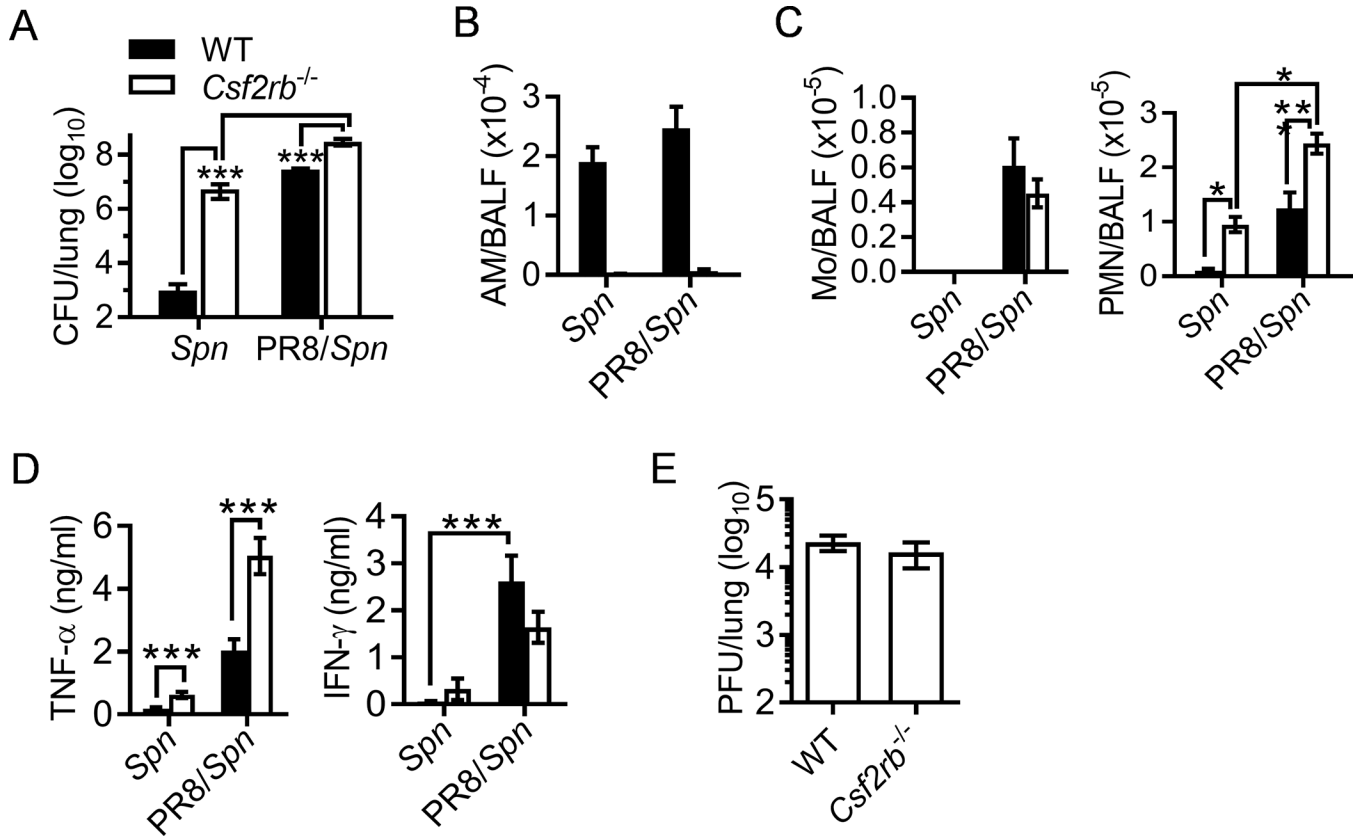 A
WT
Csf2rb-/-
CFU/lung (log10)
8
6
4
2
***
***
Spn
PR8/Spn
B
AM/BALF (x10-4)
3
2
1
0
Spn
PR8/Spn
C
Mo/BALF (x10-5)
1.0
0.8
0.6
0.4
0.2
0.0
Spn
PR8/Spn
PMN/BALF (x10-5)
3
2
1
0
*
*
**
*
Spn
PR8/Spn
D
TNF-α (ng/ml)
6
4
2
0
***
***
Spn
PR8/Spn
IFN-γ (ng/ml)
4
3
2
1
0
***
Spn
PR8/Spn
E
PFU/lung (log10)
5
4
3
2
WT
Csf2rb-/-